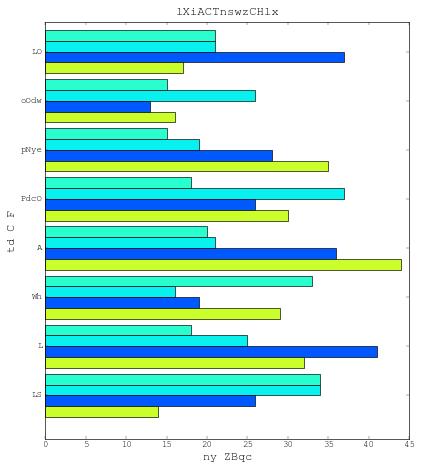 lXiACTnswzCHlx
LO
oOdw
pNye
PdcO
A
Wh
L
LS
td C F
0 5 10 15 20 25 30 35 40 45
ny ZBqc